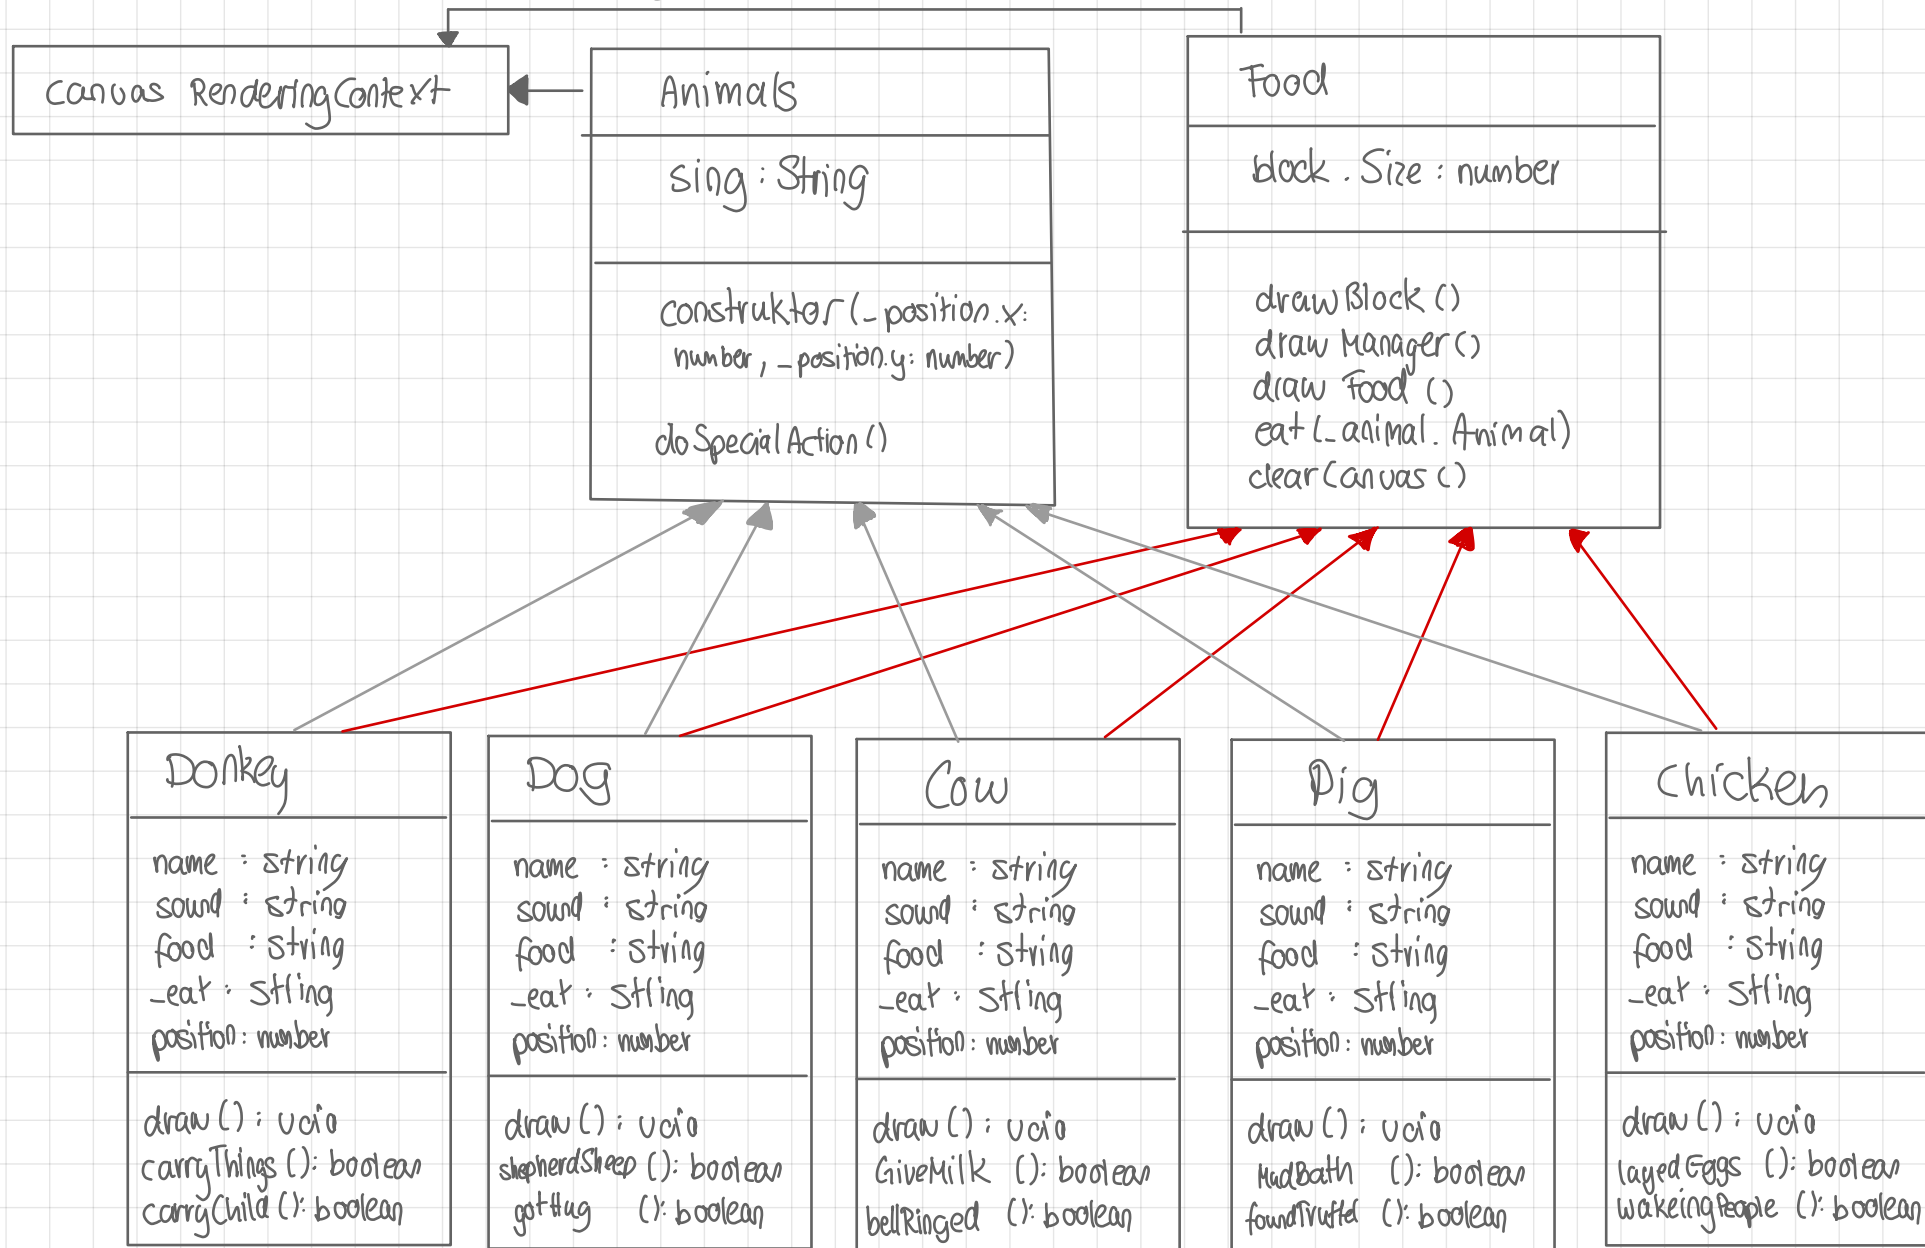 Canvas RenderingContext
Animals
sing : String
construktor (_position.x:
number, _position.y: number)
doSpecialAction ()
Food
block . Size : number
drawBlock ()
draw Manager ()
draw Food ()
eat (_animal. Animal)
clearCanvas ()
Donkey
name : string
sound : string
food : string
_eat : string
position : number
draw () : void
carryThings () : boolean
carryChild () : boolean
Dog
name : string
sound : string
food : string
_eat : string
position : number
draw () : void
shepherdSheep () : boolean
gotHug () : boolean
Cow
name : string
sound : string
food : string
_eat : string
position : number
draw () : void
GiveMilk () : boolean
bellRinged () : boolean
Pig
name : string
sound : string
food : string
_eat : string
position : number
draw () : void
MudBath () : boolean
() : boolean
Chicken
name : string
sound : string
food : string
_eat : string
position : number
draw () : void
layedEggs () : boolean
wakeingPeople () : boolean